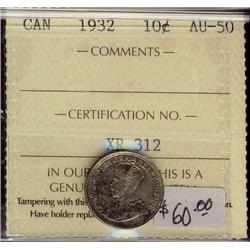 CAN 1932 10¢ AU-50
— COMMENTS —
— CERTIFICATION NO. —
XR 312
IN OUR THIS IS A
GENU
Tampering with this
Have holder repla
$60.00